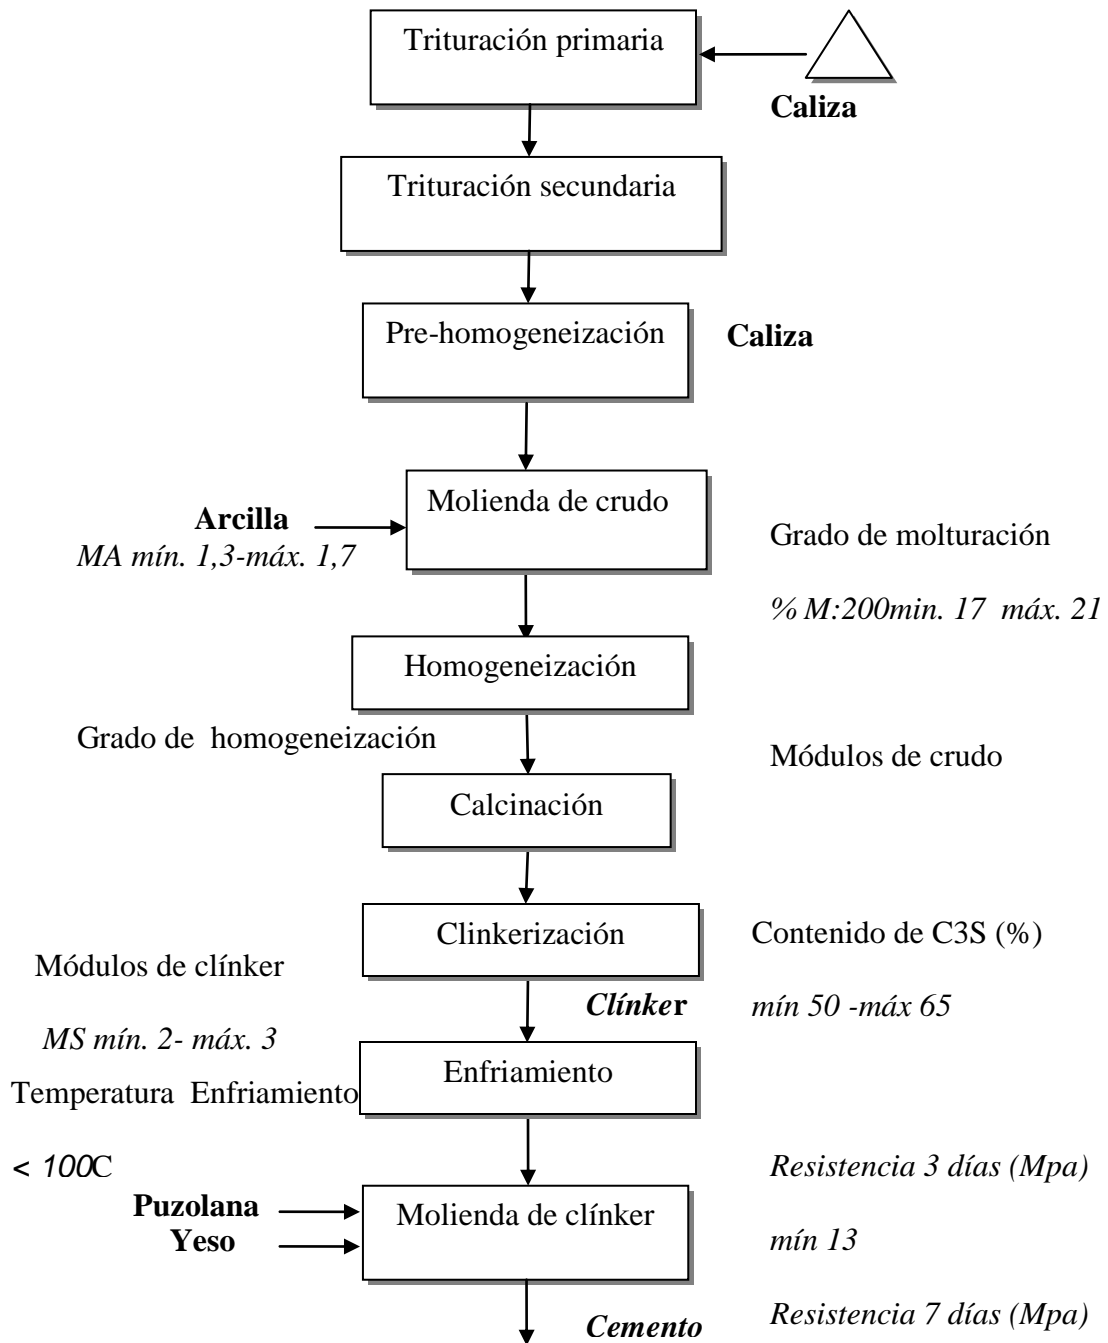 Trituración primaria
Caliza
Trituración secundaria
Pre-homogeneización
Caliza
Molienda de crudo
Arcilla
MA mín. 1,3-máx. 1,7
Grado de molturación
% M:200min. 17 máx. 21
Homogeneización
Grado de homogeneización
Módulos de crudo
Calcinación
Clinkerización
Contenido de C3S (%)
Módulos de clínker
Clínker
mín 50 -máx 65
MS mín. 2- máx. 3
Enfriamiento
Temperatura Enfriamiento
< 100C
Resistencia 3 días (Mpa)
Puzolana
Molienda de clínker
Yeso
mín 13
Cemento
Resistencia 7 días (Mpa)